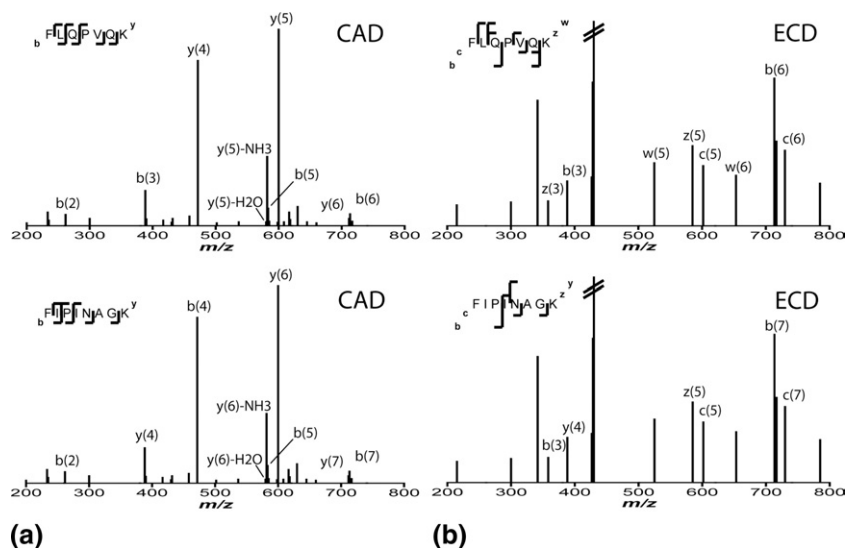 b FLQPVQK y
CAD
y(5)
y(4)
y(5)-NH3
b(3)
b(5)
y(5)-H2O
b(2)
y(6)
b(6)
200 300 400 500 600 700 800
m/z
b c FLQPVQK z w
ECD
b(6)
w(5)
z(5)
c(5)
w(6)
c(6)
b(3)
z(3)
200 300 400 500 600 700 800
m/z
b FIPINAGK y
CAD
y(6)
b(4)
y(6)-NH3
y(4)
b(5)
y(6)-H2O
b(2)
y(7)
b(7)
200 300 400 500 600 700 800
m/z
b c FIPINAGK z y
ECD
b(7)
z(5)
c(5)
c(7)
y(4)
b(3)
200 300 400 500 600 700 800
m/z
(a)
(b)